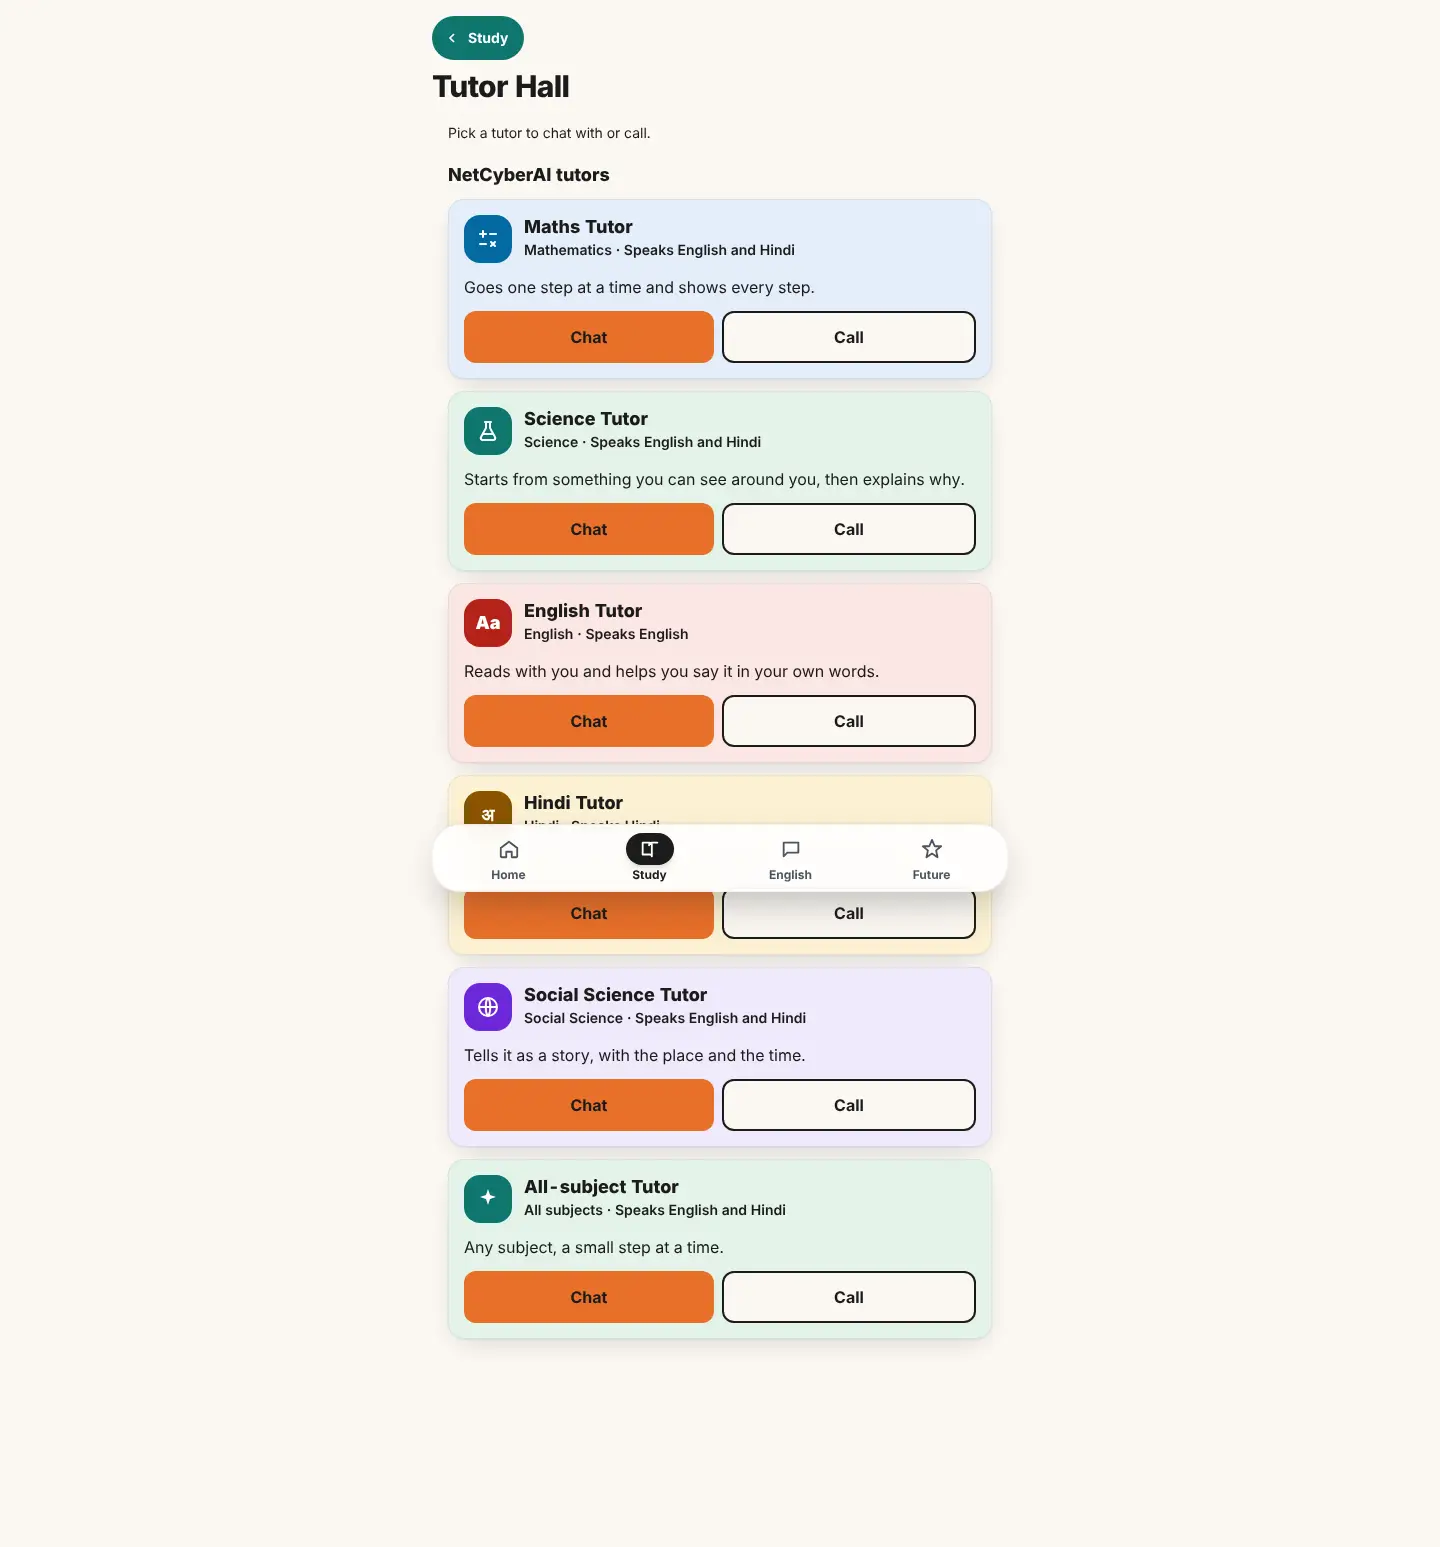 Study
Tutor Hall
Pick a tutor to chat with or call.
NetCyberAI tutors
Maths Tutor
Mathematics · Speaks English and Hindi
Goes one step at a time and shows every step.
Chat
Call
Science Tutor
Science · Speaks English and Hindi
Starts from something you can see around you, then explains why.
Chat
Call
Aa
English Tutor
English · Speaks English
Reads with you and helps you say it in your own words.
Chat
Call
अ
Hindi Tutor
Hindi · Speaks Hindi
Home
Study
English
Future
Chat
Call
Social Science Tutor
Social Science · Speaks English and Hindi
Tells it as a story, with the place and the time.
Chat
Call
All-subject Tutor
All subjects · Speaks English and Hindi
Any subject, a small step at a time.
Chat
Call